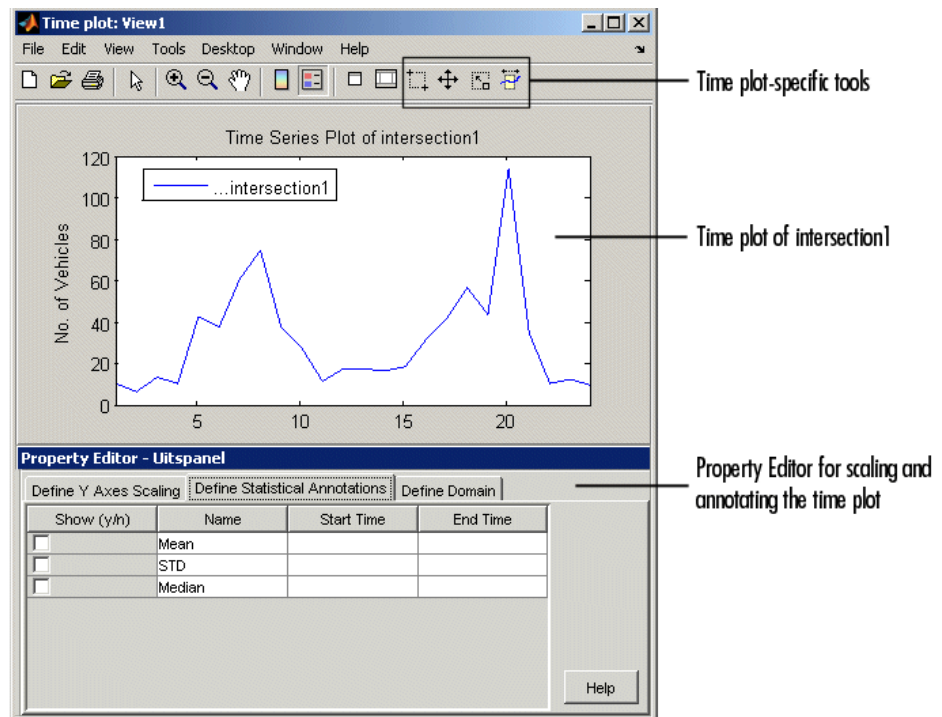 Time plot: View1
File Edit View Tools Desktop Window Help
Time plot-specific tools
Time Series Plot of intersection1
120
100
80
60
40
20
0
No. of Vehicles
...intersection1
5 10 15 20
Time plot of intersection1
Property Editor - Uitspanel
Define Y Axes Scaling Define Statistical Annotations Define Domain
Property Editor for scaling and
annotating the time plot
Show (y/n) Name Start Time End Time
Mean
STD
Median
Help